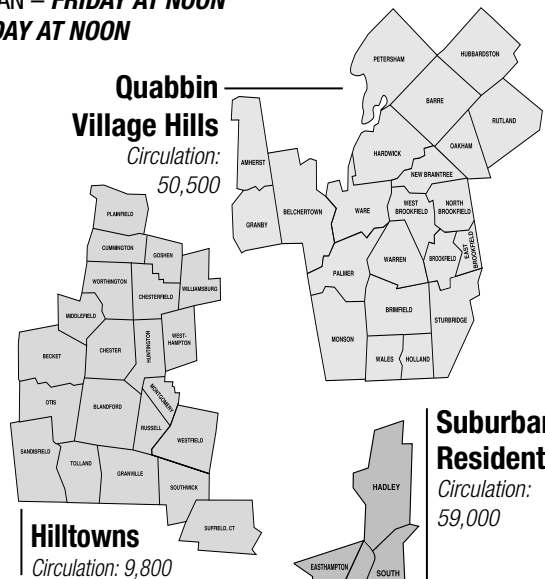 AN – FRIDAY AT NOON
DAY AT NOON
Quabbin
Village Hills
Circulation:
50,500
PETERSHAM
HUBBARDSTON
BARRE
RUTLAND
HARDWICK
OAKHAM
NEW BRAINTREE
AMHERST
BELCHERTOWN
GRANBY
WARE
WEST
BROOKFIELD
NORTH
BROOKFIELD
WARREN
BROOKFIELD
EAST
BROOKFIELD
PALMER
BRIMFIELD
STURBRIDGE
MONSON
WALES
HOLLAND
PLAINFIELD
CUMMINGTON
GOSHEN
WORTHINGTON
CHESTERFIELD
WILLIAMSBURG
MIDDLEFIELD
CHESTER
HUNTINGTON
WEST-
HAMPTON
BECKET
OTIS
BLANDFORD
MONTGOMERY
RUSSELL
WESTFIELD
SANDISFIELD
TOLLAND
GRANVILLE
SOUTHWICK
SUFFIELD, CT
Hilltowns
Circulation: 9,800
Suburba
Resident
Circulation:
59,000
HADLEY
EASTHAMPTON
SOUTH